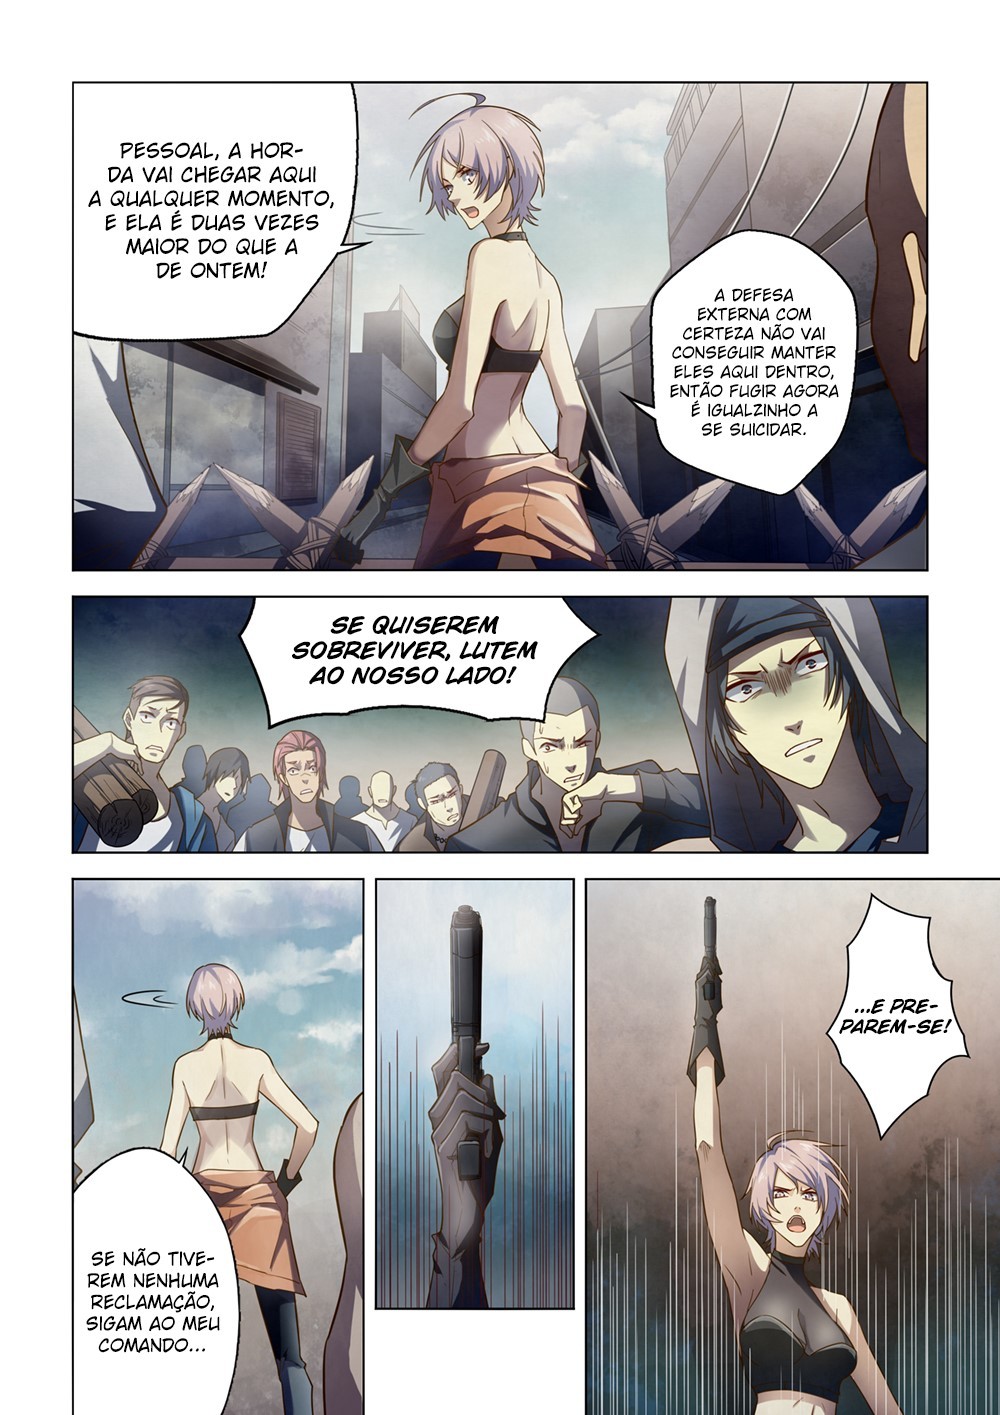 PESSOAL, A HOR-
DA VAI CHEGAR AQUI
A QUALQUER MOMENTO,
E ELA É DUAS VEZES
MAIOR DO QUE A
DE ONTEM!
A DEFESA
EXTERNA COM
CERTEZA NÃO VAI
CONSEGUIR MANTER
ELES AQUI DENTRO,
ENTÃO FUGIR AGORA
É IGUALZINHO A
SE SUICIDAR.
SE QUISEREM
SOBREVIVER, LUTEM
AO NOSSO LADO!
SE NÃO TIVE-
REM NENHUMA
RECLAMAÇÃO,
SIGAM AO MEU
COMANDO...
...E PRE-
PAREM-SE!